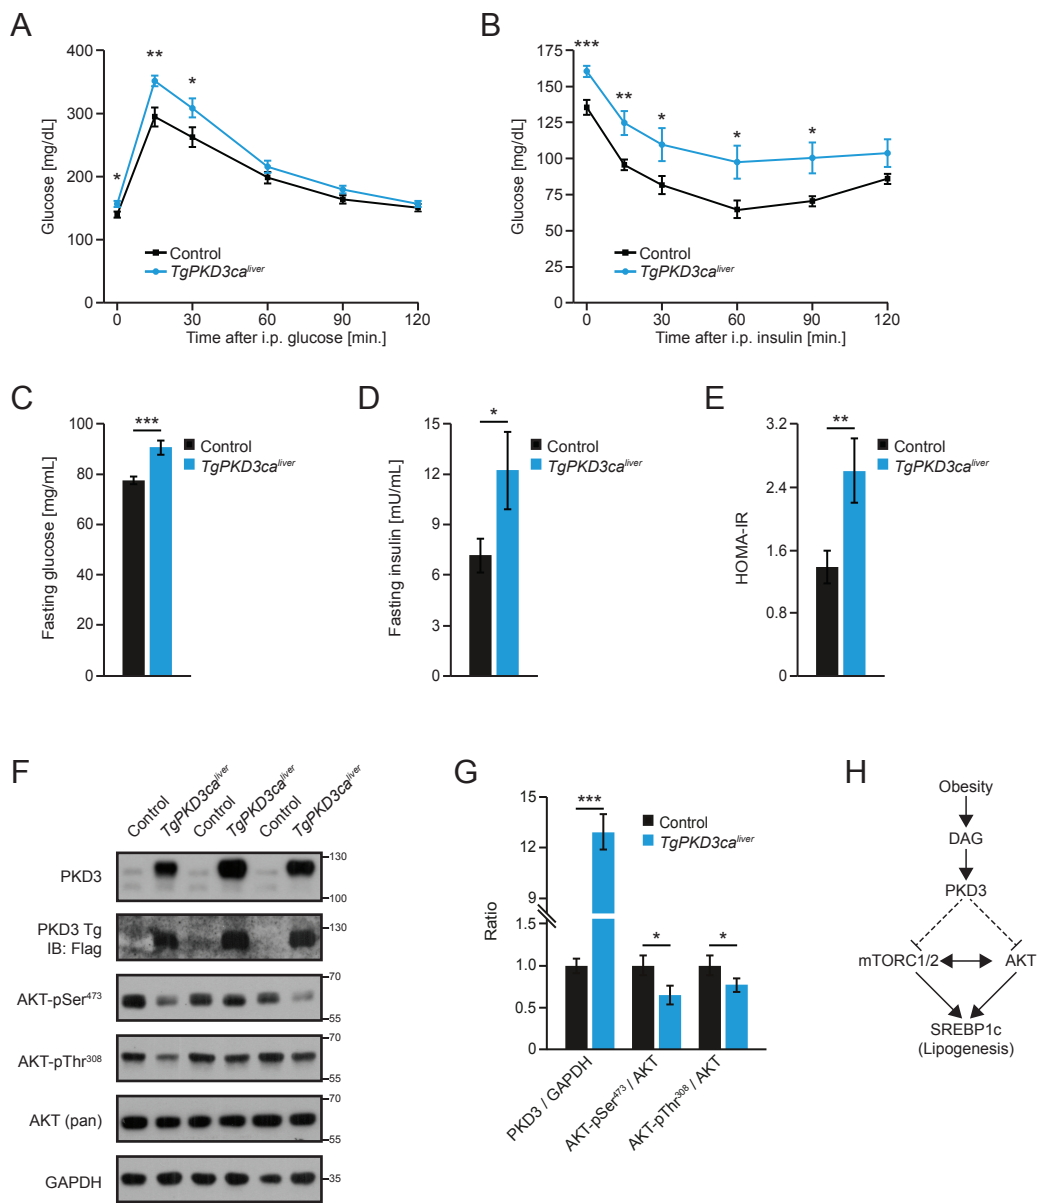 A
400
300
200
100
0
Glucose [mg/dL]
*
**
*
Control
TgPKD3ca^liver
0
30
60
90
120
Time after i.p. glucose [min.]
B
175
150
125
100
75
50
25
0
Glucose [mg/dL]
***
**
*
*
*
Control
TgPKD3ca^liver
0
30
60
90
120
Time after i.p. insulin [min.]
C
100
80
60
40
20
0
Fasting glucose [mg/mL]
***
Control
TgPKD3ca^liver
D
15
12
9
6
3
0
Fasting insulin [mU/mL]
*
Control
TgPKD3ca^liver
E
3.2
2.4
1.6
0.8
0
HOMA-IR
**
Control
TgPKD3ca^liver
F
Control
TgPKD3ca^liver
Control
TgPKD3ca^liver
Control
TgPKD3ca^liver
PKD3
130
100
PKD3 Tg
IB: Flag
130
AKT-pSer^473
70
55
AKT-pThr^308
70
55
AKT (pan)
70
55
GAPDH
35
G
15
13
11
9
1.5
1.0
0.5
0
Ratio
***
*
*
Control
TgPKD3ca^liver
PKD3 / GAPDH
AKT-pSer^473 / AKT
AKT-pThr^308 / AKT
H
Obesity
DAG
PKD3
mTORC1/2
AKT
SREBP1c
(Lipogenesis)